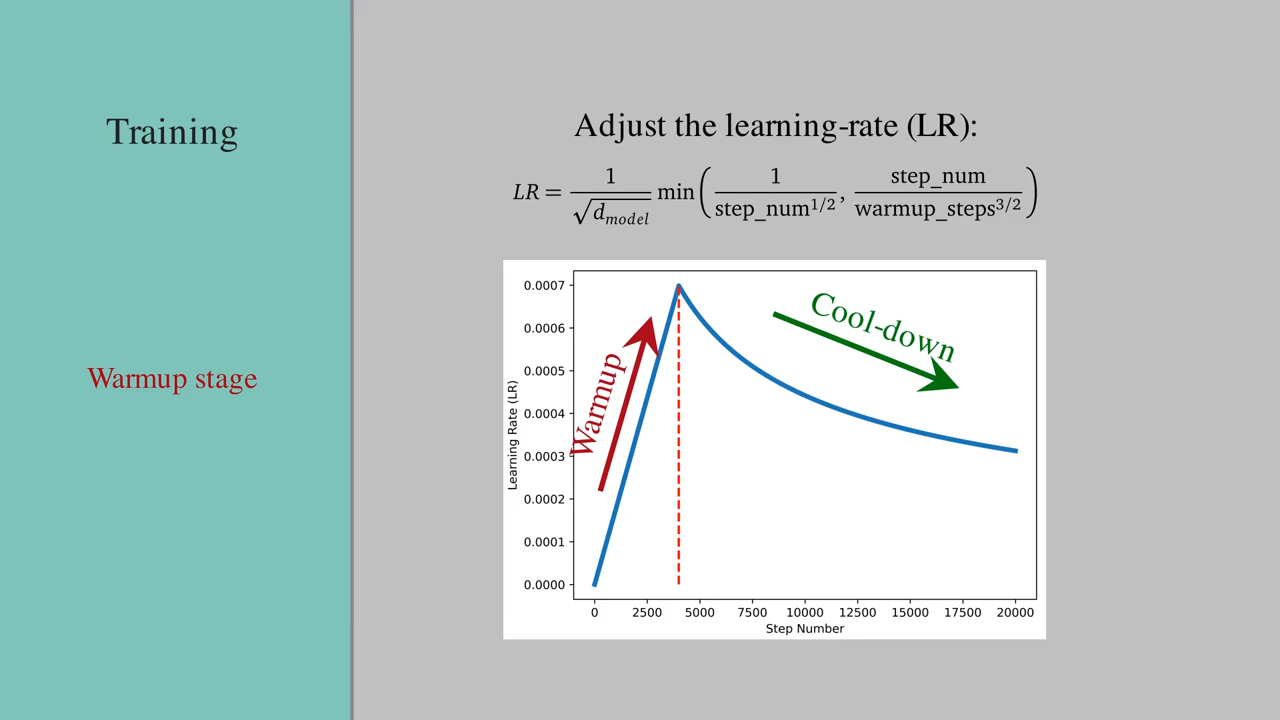 Training
Warmup stage
Adjust the learning-rate (LR):
LR = 1/√d_model min(1/step_num^1/2, step_num/warmup_steps^3/2)
Warmup
Cool-down
Learning Rate (LR)
0.0007
0.0006
0.0005
0.0004
0.0003
0.0002
0.0001
0.0000
0 2500 5000 7500 10000 12500 15000 17500 20000
Step Number